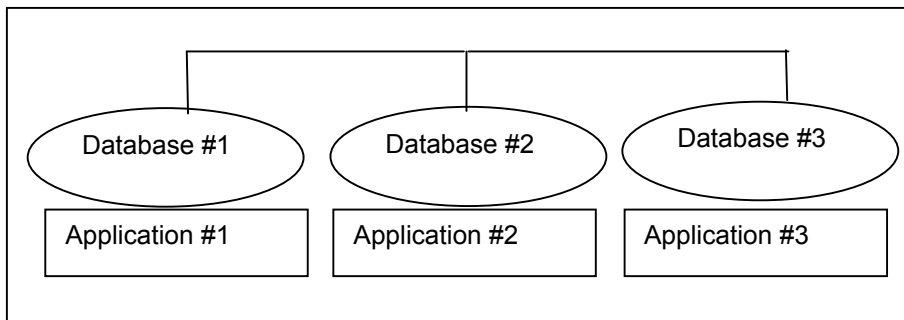 Database #1
Database #2
Database #3
Application #1
Application #2
Application #3